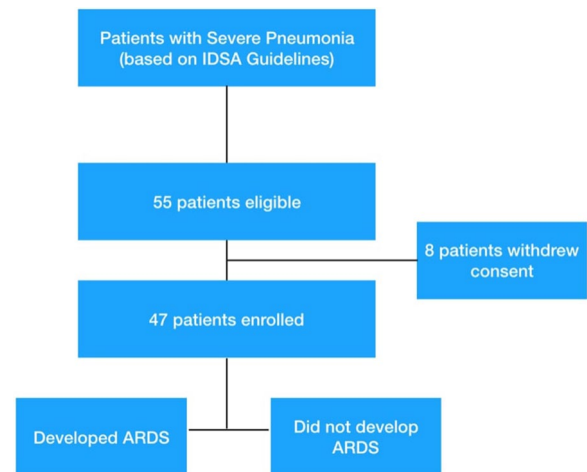 Patients with Severe Pneumonia
(based on IDSA Guidelines)
55 patients eligible
8 patients withdrew
consent
47 patients enrolled
Developed ARDS
Did not develop
ARDS